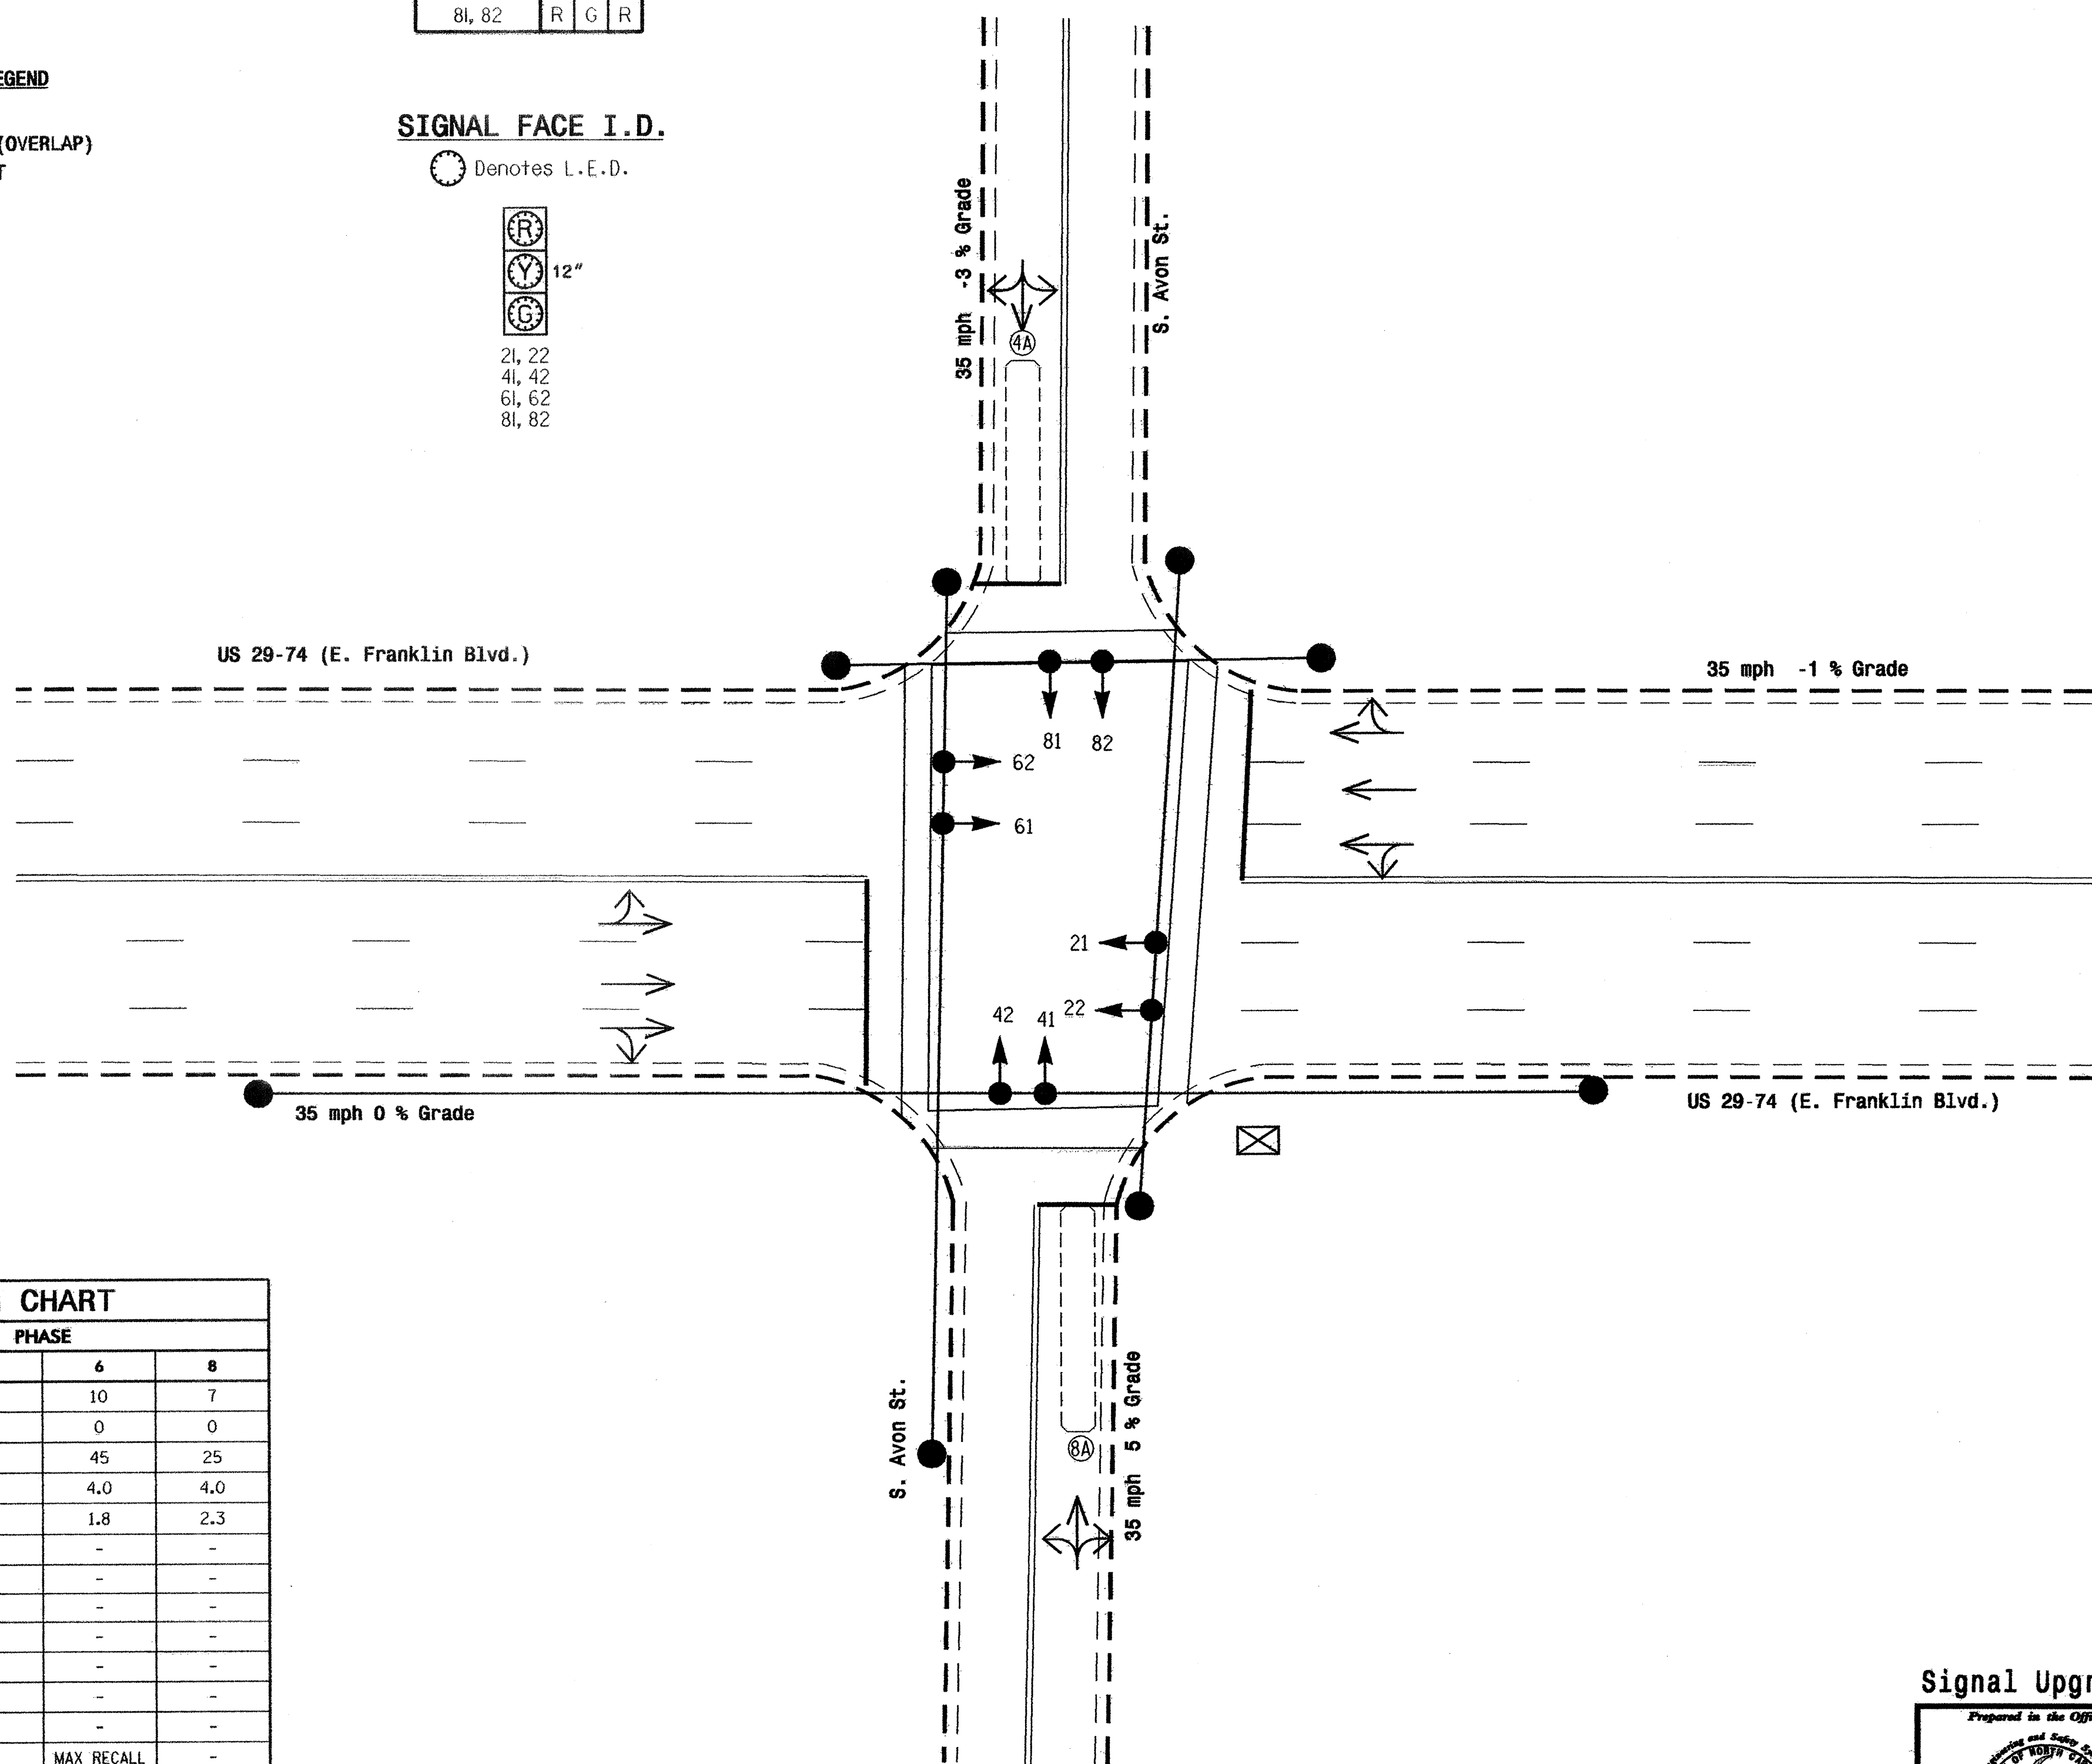 81, 82 R G R
EGEND
(OVERLAP)
T
SIGNAL FACE I.D.
Denotes L.E.D.
R
Y 12"
G
21, 22
41, 42
61, 62
81, 82
35 mph -3 % Grade
S. Avon St.
4A
US 29-74 (E. Franklin Blvd.)
35 mph -1 % Grade
81 82
62
61
21
22
42 41
35 mph 0 % Grade
US 29-74 (E. Franklin Blvd.)
S. Avon St.
8A
35 mph 5 % Grade
CHART
PHASE
6 8
10 7
0 0
45 25
4.0 4.0
1.8 2.3
- -
- -
- -
- -
- -
- -
- -
MAX RECALL -
Signal Upgr
Prepared in the Offi
OF NORTH CAR